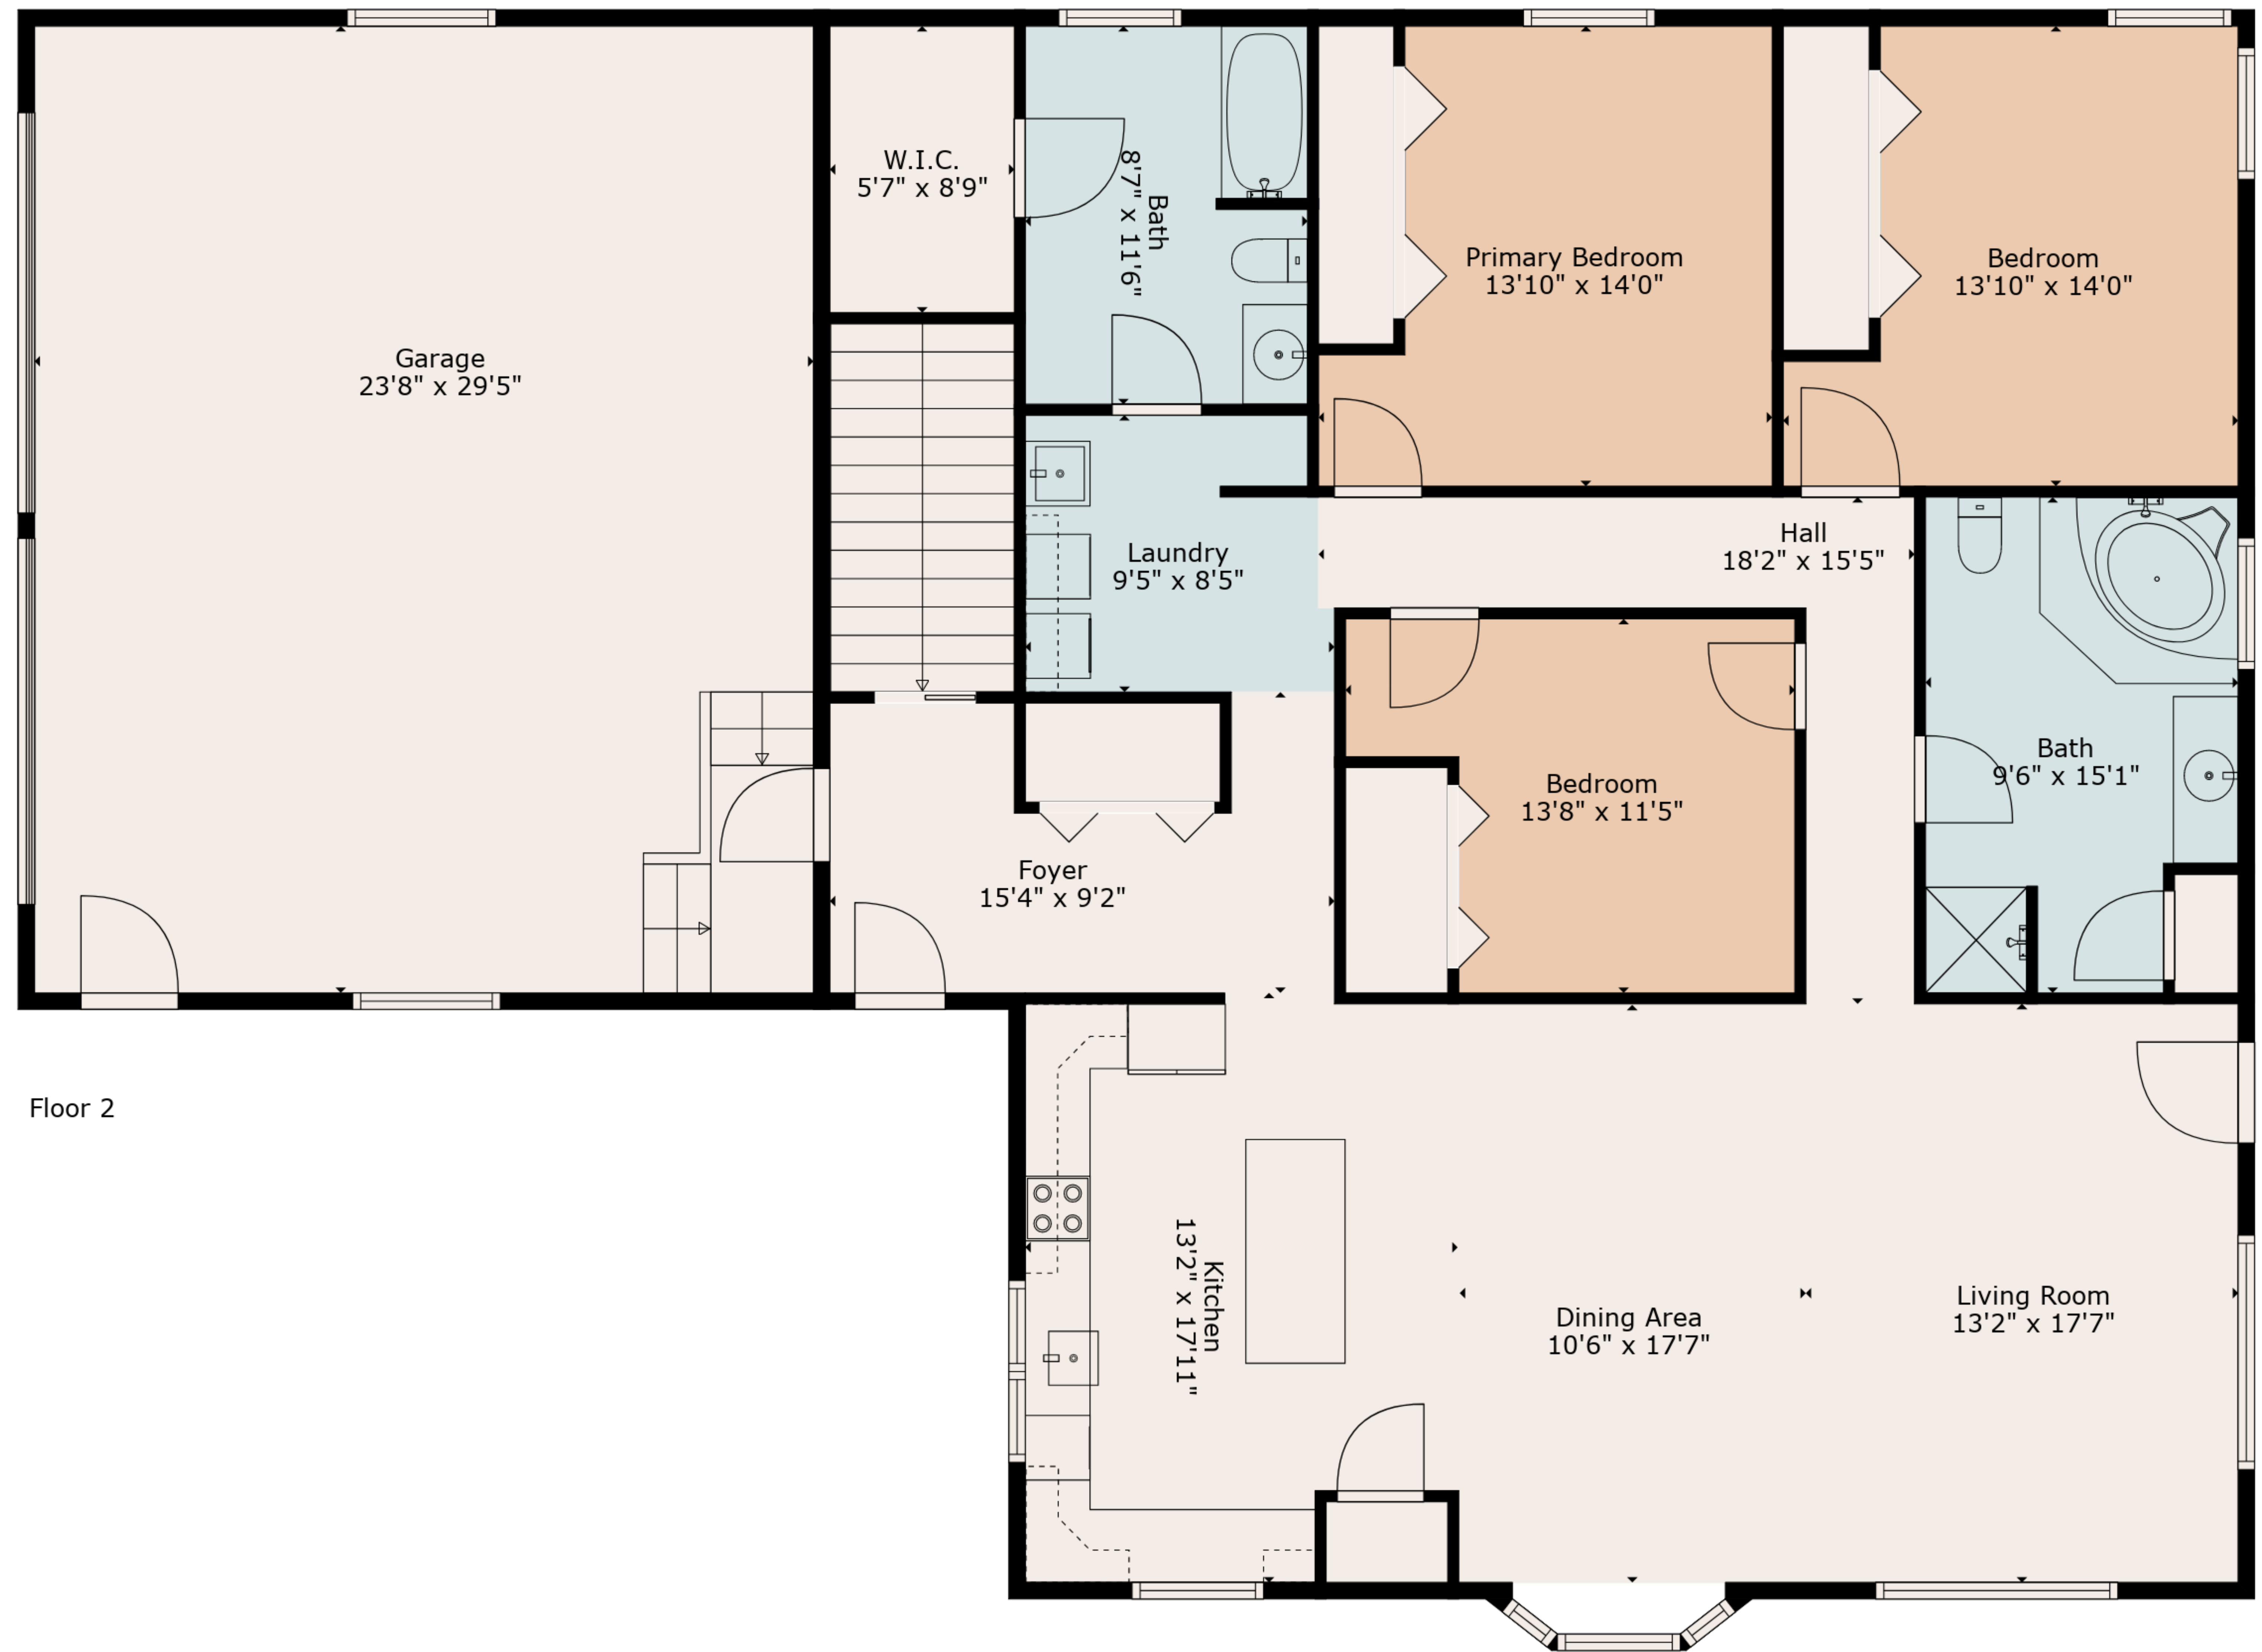 W.I.C.
5'7" x 8'9"
Bath
8'7" x 11'6"
Primary Bedroom
13'10" x 14'0"
Bedroom
13'10" x 14'0"
Garage
23'8" x 29'5"
Laundry
9'5" x 8'5"
Hall
18'2" x 15'5"
Bedroom
13'8" x 11'5"
Bath
9'6" x 15'1"
Foyer
15'4" x 9'2"
Floor 2
Kitchen
13'2" x 17'11"
Dining Area
10'6" x 17'7"
Living Room
13'2" x 17'7"